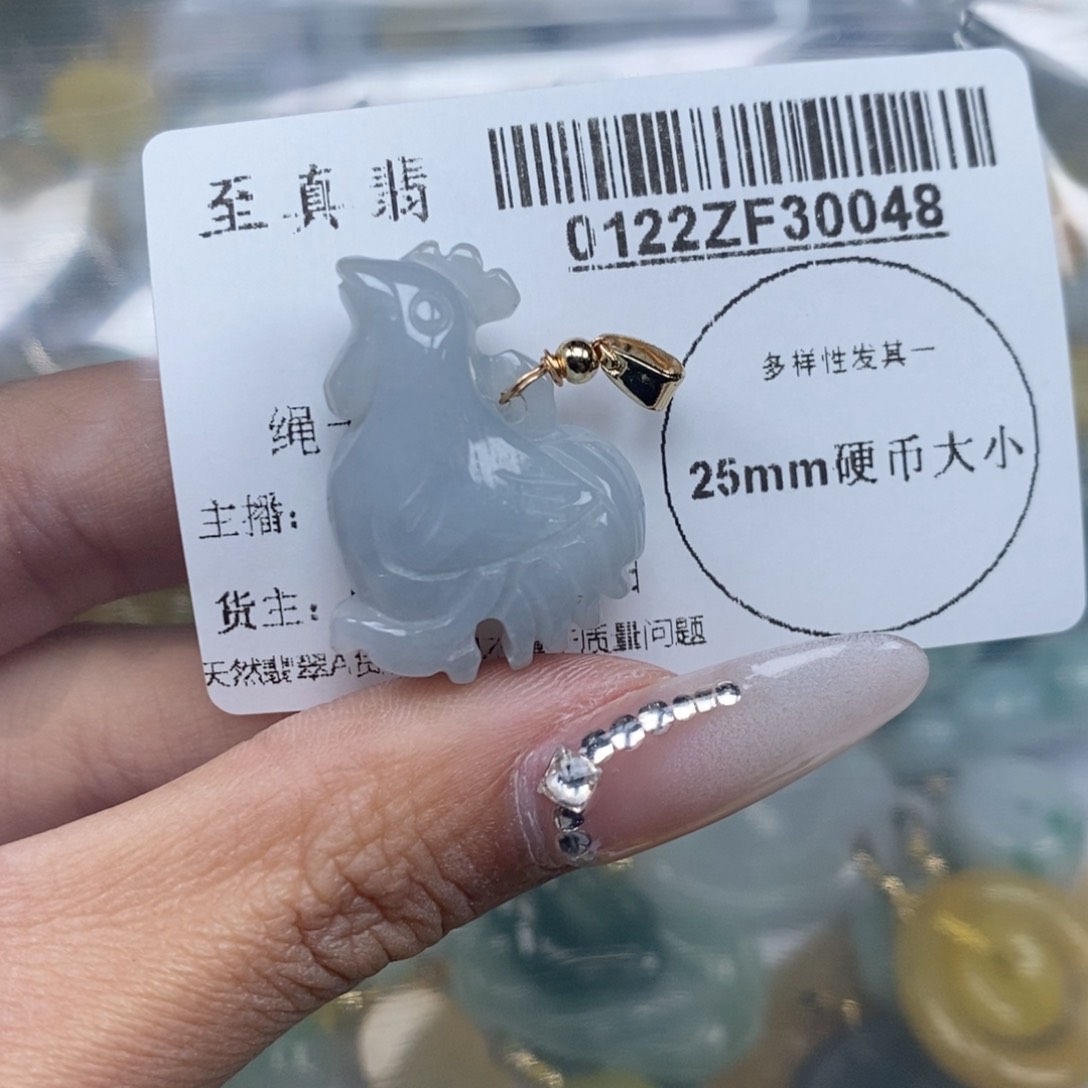 至真翡
0122ZF30048
多样性发其一
绳一
25mm硬币大小
主播:
货主:
天然翡翠A货 质量问题